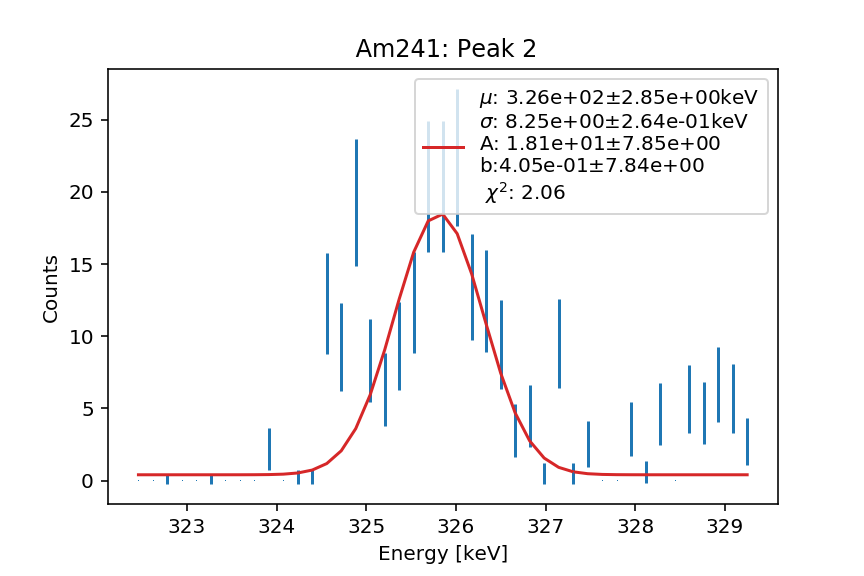 Am241: Peak 2
μ: 3.26e+02±2.85e+00keV
σ: 8.25e+00±2.64e-01keV
A: 1.81e+01±7.85e+00
b:4.05e-01±7.84e+00
χ²: 2.06
25
20
15
10
5
0
Counts
323 324 325 326 327 328 329
Energy [keV]